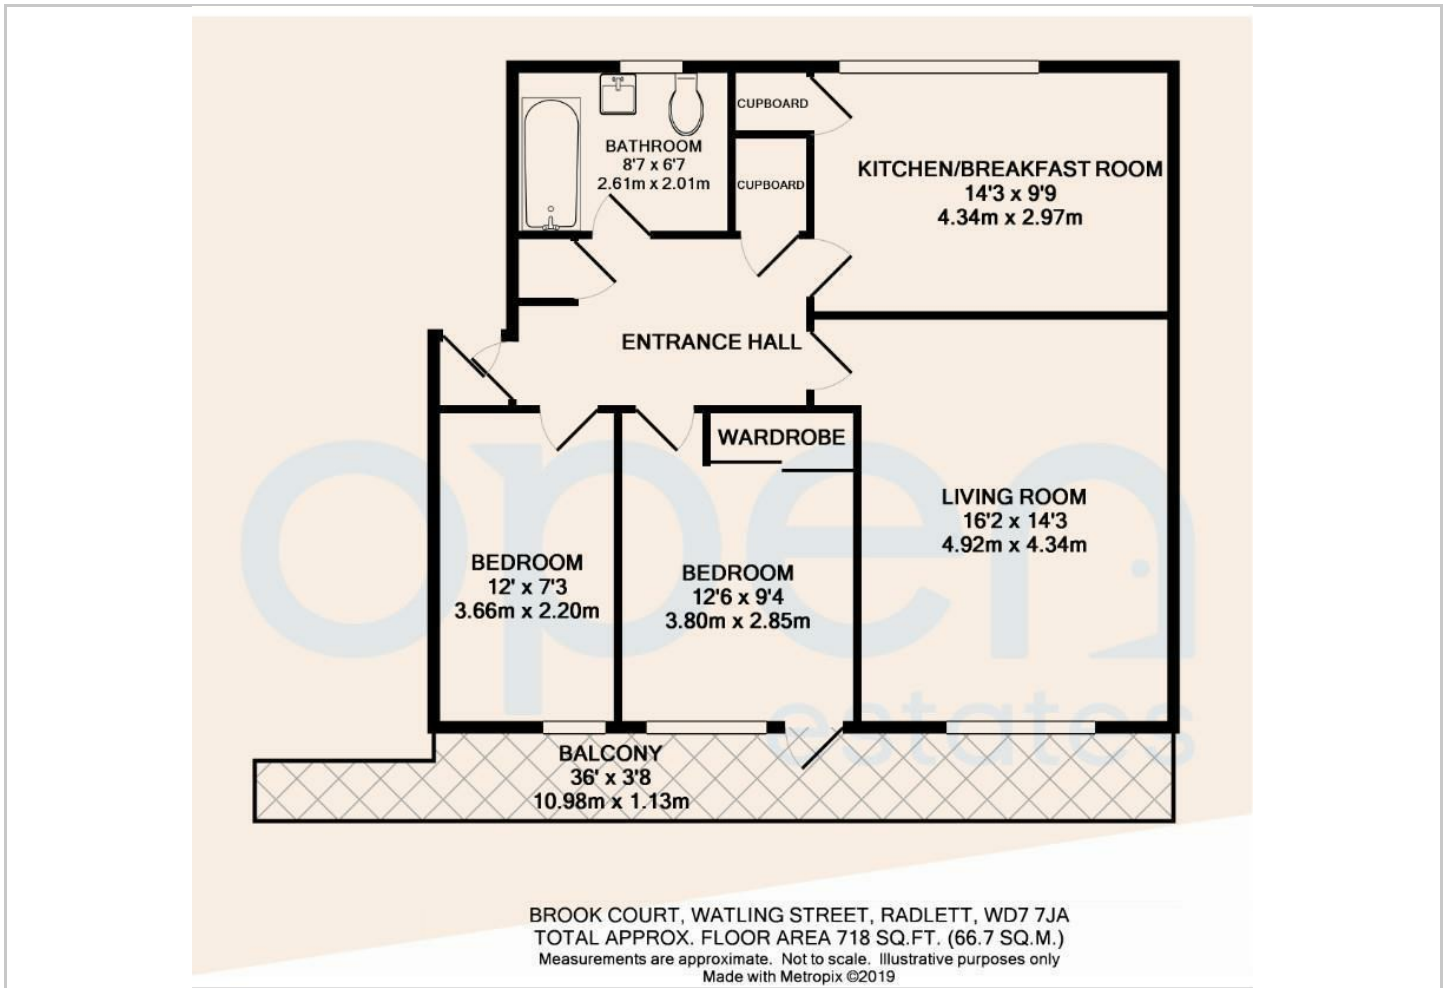 BATHROOM
8'7 x 6'7
2.61m x 2.01m
CUPBOARD
CUPBOARD
KITCHEN/BREAKFAST ROOM
14'3 x 9'9
4.34m x 2.97m
ENTRANCE HALL
WARDROBE
LIVING ROOM
16'2 x 14'3
4.92m x 4.34m
BEDROOM
12' x 7'3
3.66m x 2.20m
BEDROOM
12'6 x 9'4
3.80m x 2.85m
open
estates
BALCONY
36' x 3'8
10.98m x 1.13m
BROOK COURT, WATLING STREET, RADLETT, WD7 7JA
TOTAL APPROX. FLOOR AREA 718 SQ.FT. (66.7 SQ.M.)
Measurements are approximate. Not to scale. Illustrative purposes only
Made with Metropix ©2019